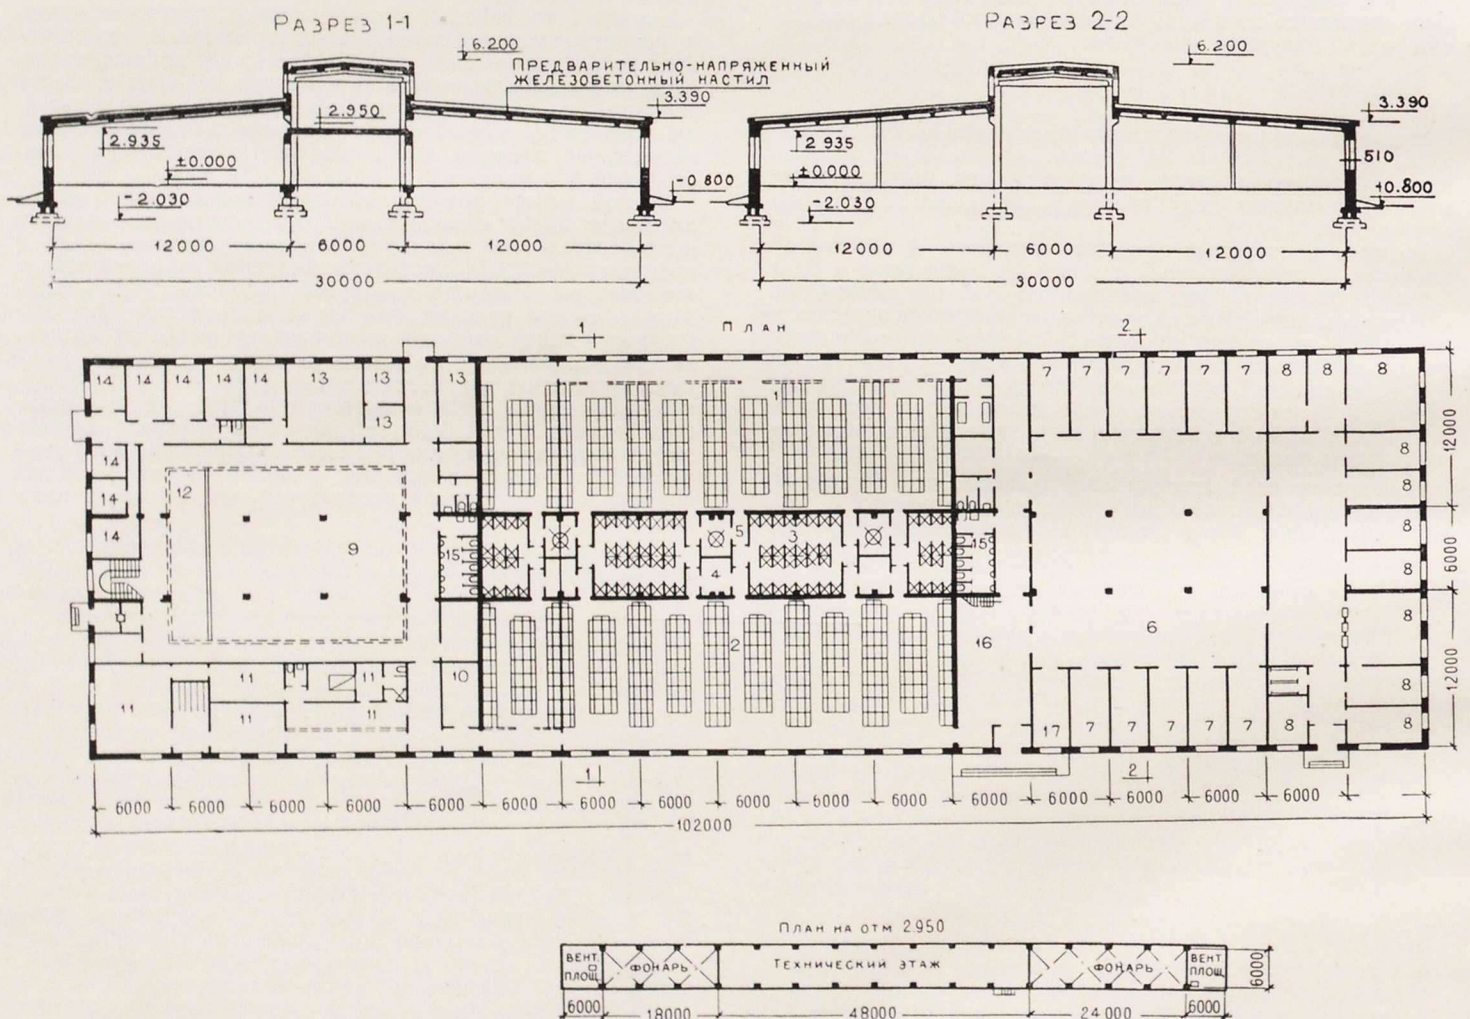 РАЗРЕЗ 1-1
РАЗРЕЗ 2-2
6.200
ПРЕДВАРИТЕЛЬНО-НАПРЯЖЕННЫЙ
ЖЕЛЕЗОБЕТОННЫЙ НАСТИЛ
2.950
3.390
2.935
±0.000
-2.030
-0.800
12000 6000 12000
30000
6.200
3.390
2.935
510
±0.000
-2.030
±0.800
12000 6000 12000
30000
ПЛАН
1 2
14 14 14 14 14 13 13 13 1 7 7 7 7 7 7 8 8 8
13
14 8
12 14 8
5 3
14 9 15 15 8
4 8
6
2 16 8
11 11 10 8
11 11 11 17 7 7 7 7 7 8 8
12000
6000
12000
1 2
6000 6000 6000 6000 6000 6000 6000 6000 6000 6000 6000 6000 6000 6000 6000 6000
102000
ПЛАН НА ОТМ 2.950
ВЕНТ. ПЛОЩ.
ФОНАРЬ
ТЕХНИЧЕСКИЙ ЭТАЖ
ФОНАРЬ
ВЕНТ. ПЛОЩ.
6000
6000 18000 48000 24000 6000